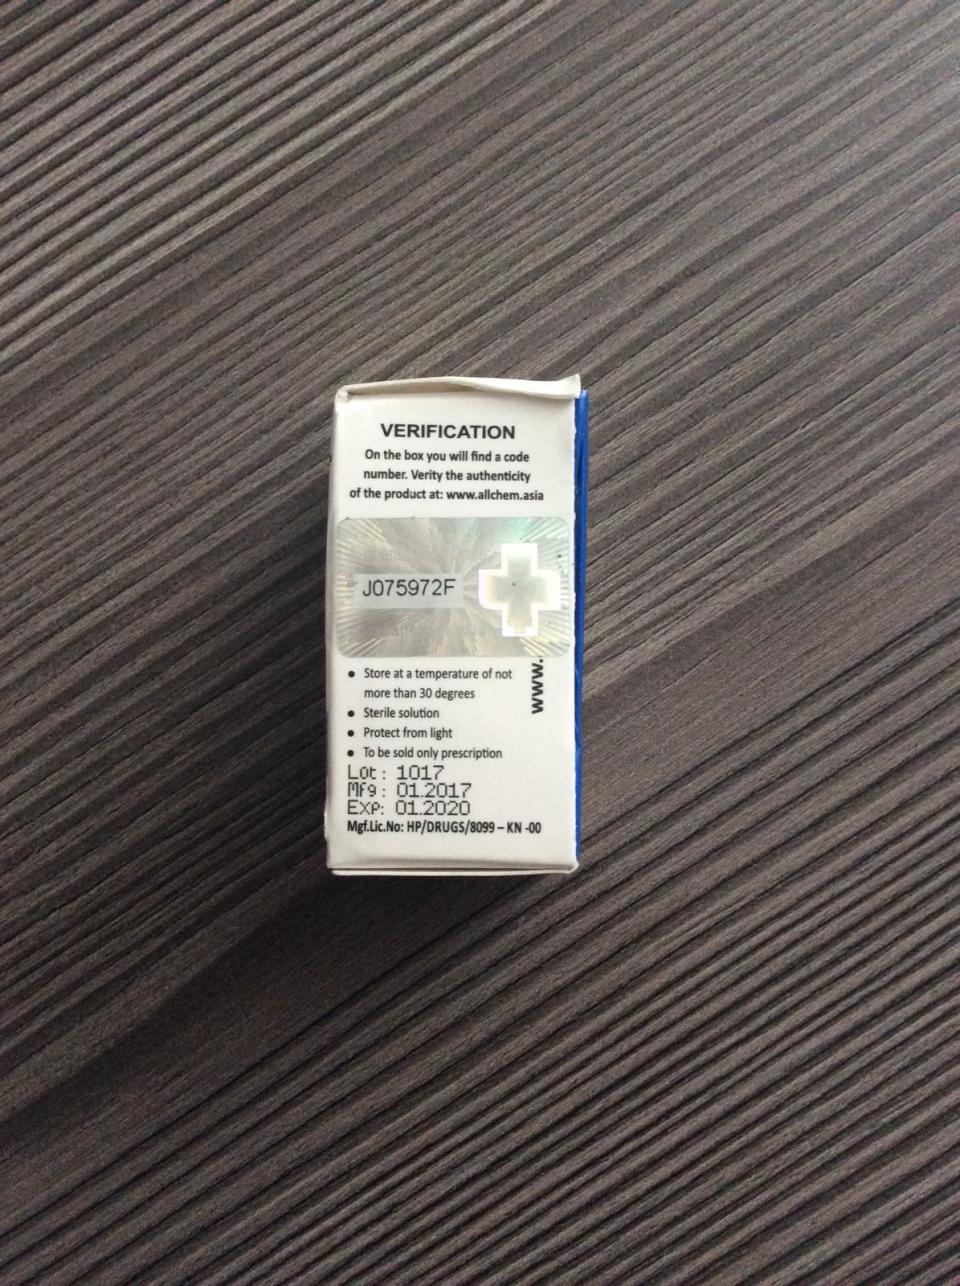 VERIFICATION
On the box you will find a code
number. Verity the authenticity
of the product at: www.allchem.asia
J075972F
www.
• Store at a temperature of not
more than 30 degrees
• Sterile solution
• Protect from light
• To be sold only prescription
Lot: 1017
Mfg: 01.2017
Exp: 01.2020
Mgf.Lic.No: HP/DRUGS/8099 – KN -00